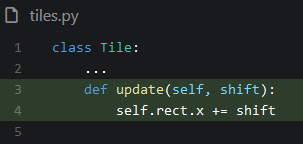 tiles.py
1 class Tile:
2     ...
3     def update(self, shift):
4         self.rect.x += shift
5